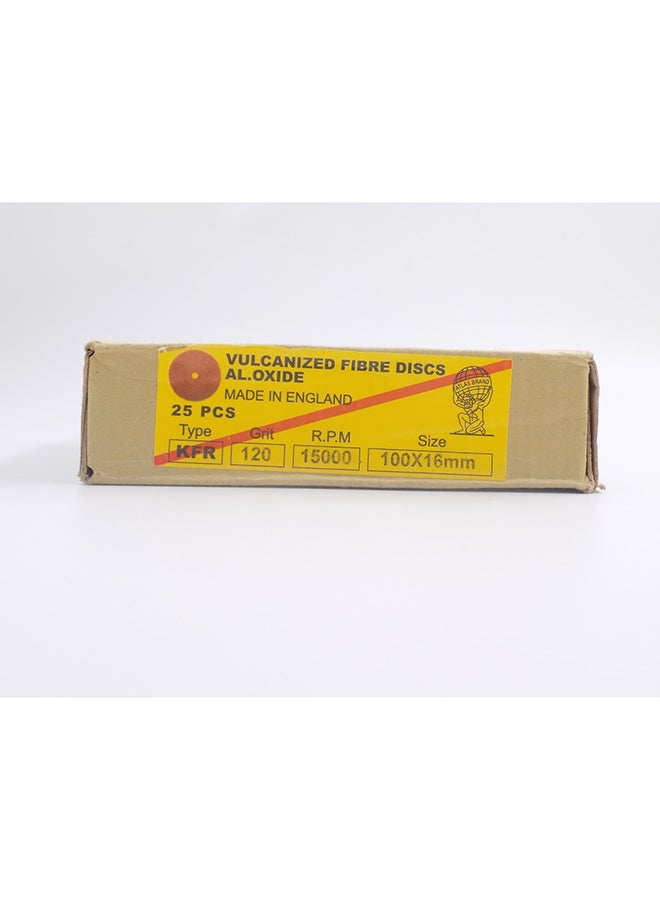 VULCANIZED FIBRE DISCS
AL.OXIDE
MADE IN ENGLAND
25 PCS
ATLAS BRAND
Type Grit R.P.M Size
KFR 120 15000 100X16mm